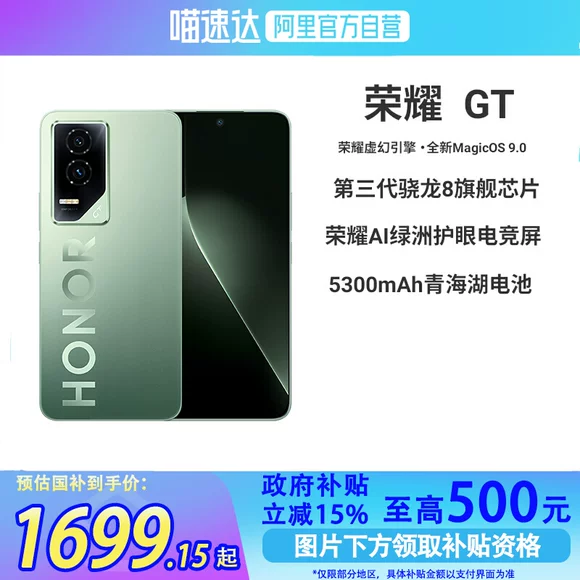 喵速达 阿里官方自营
荣耀 GT
荣耀虚幻引擎·全新MagicOS 9.0
第三代骁龙8旗舰芯片
荣耀AI绿洲护眼电竞屏
5300mAh青海湖电池
HONOR
预估国补到手价:
1699.15起
政府补贴
立减15%
至高500元
图片下方领取补贴资格
*仅限部分地区，具体补贴金额以支付界面为准